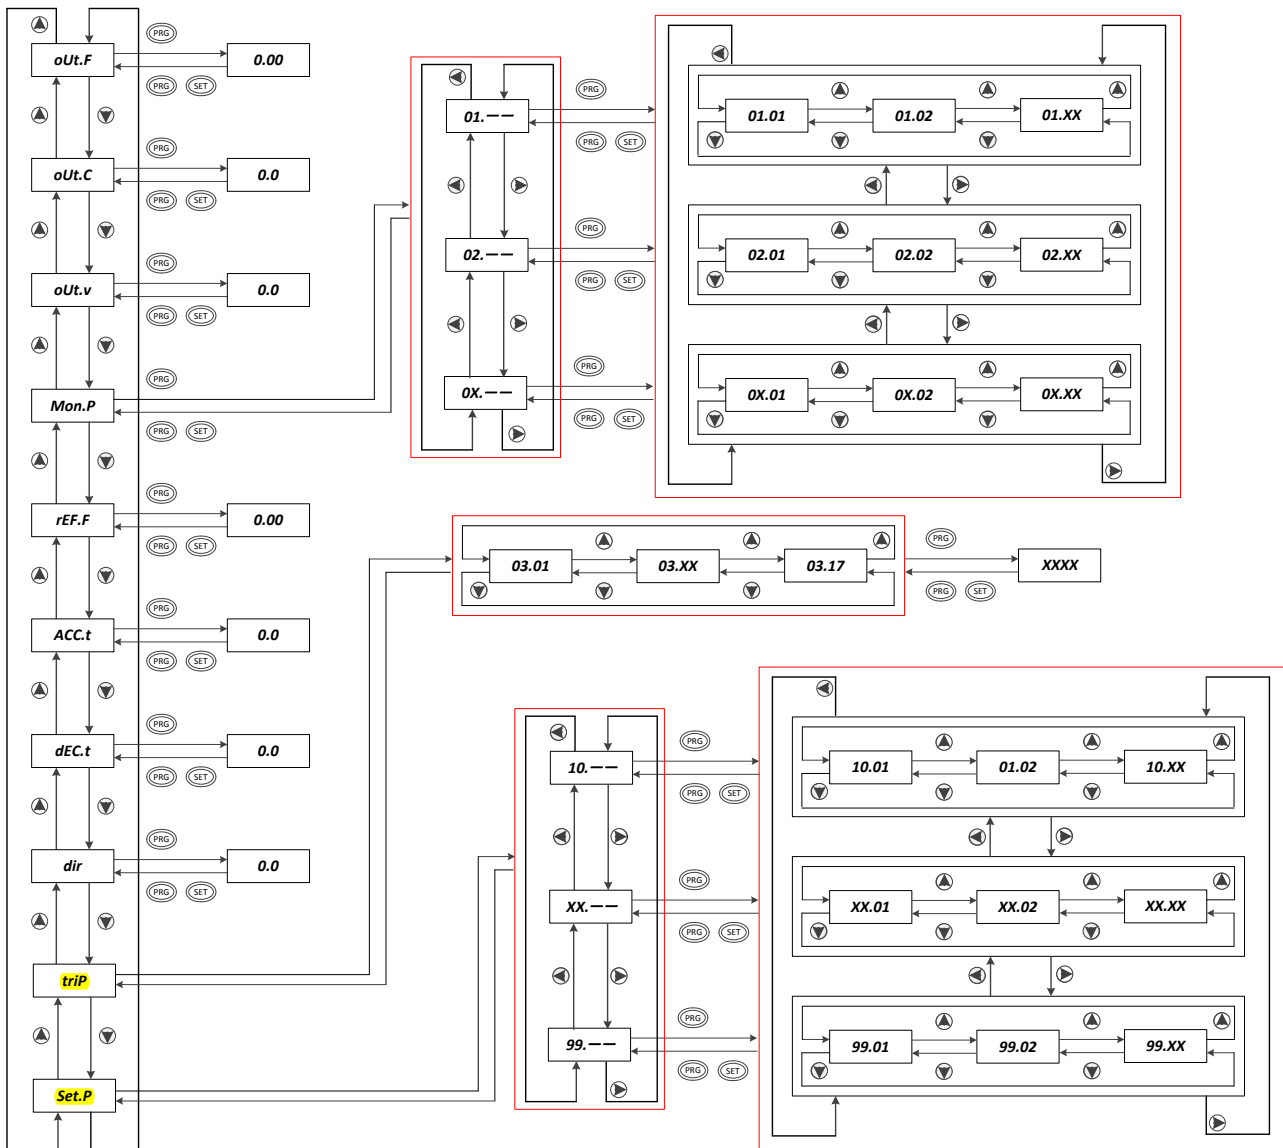 PRG
oUt.F
0.00
PRG SET
PRG
oUt.C
0.0
PRG SET
PRG
oUt.v
0.0
PRG SET
PRG
Mon.P
PRG SET
PRG
rEF.F
0.00
PRG SET
PRG
ACC.t
0.0
PRG SET
PRG
dEC.t
0.0
PRG SET
PRG
dir
0.0
PRG SET
triP
Set.P
01.——
PRG
PRG SET
02.——
PRG
PRG SET
0X.——
PRG
PRG SET
01.01 01.02 01.XX
02.01 02.02 02.XX
0X.01 0X.02 0X.XX
03.01 03.XX 03.17
PRG
XXXX
PRG SET
10.——
PRG
PRG SET
XX.——
PRG
PRG SET
99.——
PRG
PRG SET
10.01 01.02 10.XX
XX.01 XX.02 XX.XX
99.01 99.02 99.XX